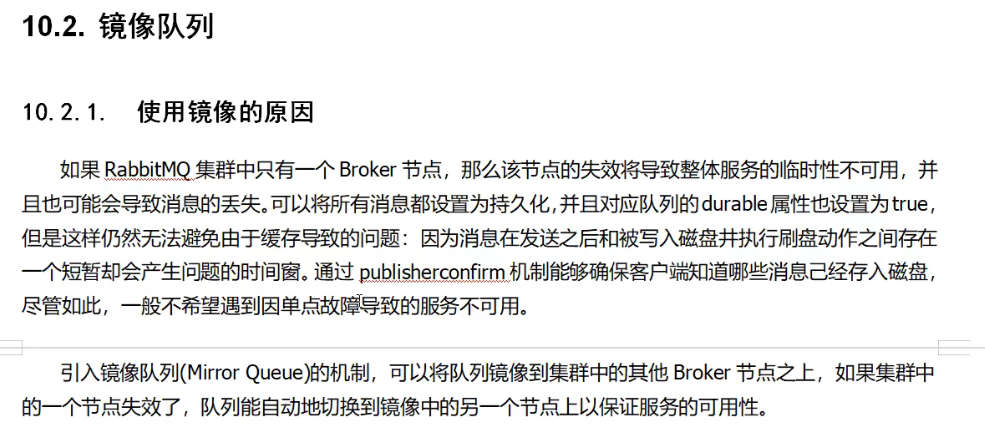 10.2. 镜像队列
10.2.1. 使用镜像的原因
如果 RabbitMQ 集群中只有一个 Broker 节点，那么该节点的失效将导致整体服务的临时性不可用，并
且也可能会导致消息的丢失。可以将所有消息都设置为持久化，并且对应队列的durable属性也设置为true，
但是这样仍然无法避免由于缓存导致的问题：因为消息在发送之后和被写入磁盘井执行刷盘动作之间存在
一个短暂却会产生问题的时间窗。通过 publisherconfirm 机制能够确保客户端知道哪些消息己经存入磁盘，
尽管如此，一般不希望遇到因单点故障导致的服务不可用。
引入镜像队列(Mirror Queue)的机制，可以将队列镜像到集群中的其他 Broker 节点之上，如果集群中
的一个节点失效了，队列能自动地切换到镜像中的另一个节点上以保证服务的可用性。